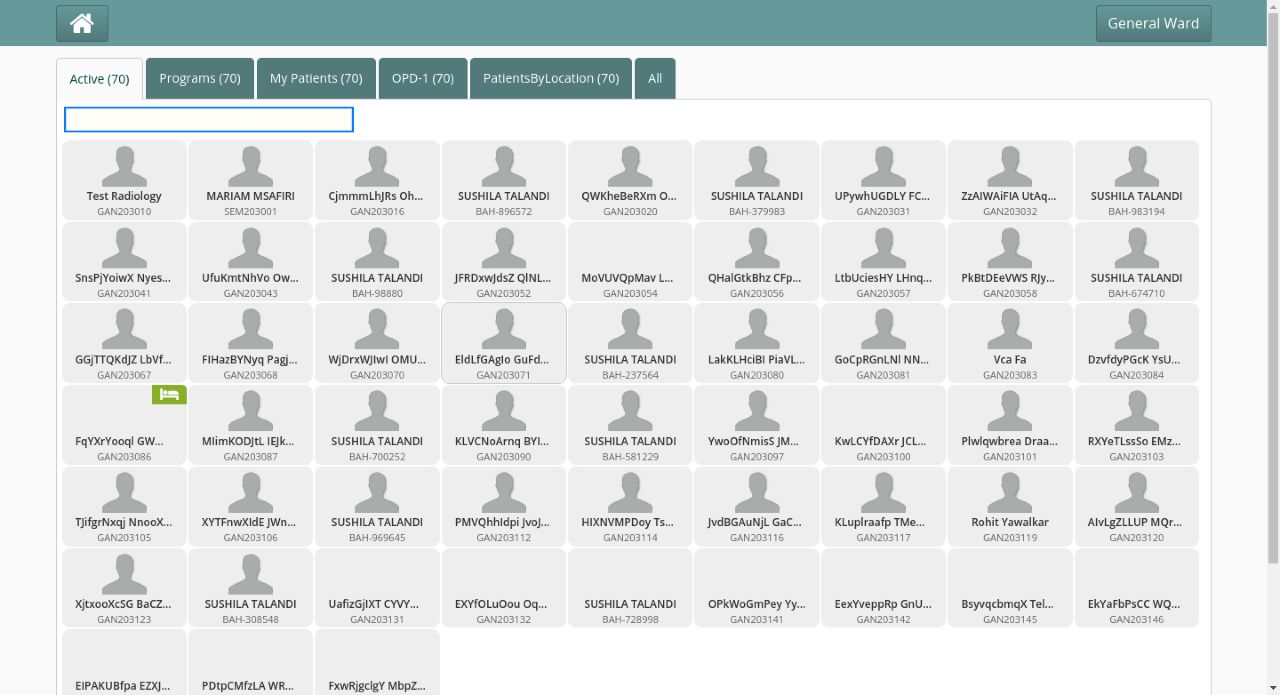 General Ward
Active (70) Programs (70) My Patients (70) OPD-1 (70) PatientsByLocation (70) All
Test Radiology MARIAM MSAFIRI CjmmmLhJRs Oh... SUSHILA TALANDI QWKheBeRXm O... SUSHILA TALANDI UPywhUGDLY FC... ZzAIWAiFIA UtAq... SUSHILA TALANDI
GAN203010 SEM203001 GAN203016 BAH-896572 GAN203020 BAH-379983 GAN203031 GAN203032 BAH-983194
SnsPjYoiwX Nyes... UfuKmtNhVo Ow... SUSHILA TALANDI JFRDxwJdsZ QlNL... MoVUVQpMav L... QHalGtkBhz CFp... LtbUciesHY LHnq... PkBtDEeVWS RJy... SUSHILA TALANDI
GAN203041 GAN203043 BAH-98880 GAN203052 GAN203054 GAN203056 GAN203057 GAN203058 BAH-674710
GGjTTQKdJZ LbVf... FIHazBYNyq Pagj... WjDrxWJIwI OMU... EldLfGAgIo GuFd... SUSHILA TALANDI LakKLHciBI PiaVL... GoCpRGnLNl NN... Vca Fa DzvfdyPGcK YsU...
GAN203067 GAN203068 GAN203070 GAN203071 BAH-237564 GAN203080 GAN203081 GAN203083 GAN203084
FqYXrYooql GW... MIimKODJtL IEJk... SUSHILA TALANDI KLVCNoArnq BYI... SUSHILA TALANDI YwoOfNmisS JM... KwLCYfDAXr JCL... Plwlqwbrea Draa... RXYeTLssSo EMz...
GAN203086 GAN203087 BAH-700252 GAN203090 BAH-581229 GAN203097 GAN203100 GAN203101 GAN203103
TJifgrNxqj NnooX... XYTFnwXIdE JWn... SUSHILA TALANDI PMVQhhIdpi JvoJ... HIXNVMPDoy Ts... JvdBGAuNjL GaC... KLuplraafp TMe... Rohit Yawalkar AIvLgZLLUP MQr...
GAN203105 GAN203106 BAH-969645 GAN203112 GAN203114 GAN203116 GAN203117 GAN203119 GAN203120
XjtxooXcSG BaCZ... SUSHILA TALANDI UafizGjIXT CYVY... EXYfOLuOou Oq... SUSHILA TALANDI OPkWoGmPey Yy... EexYveppRp GnU... BsyvqcbmqX Tel... EkYaFbPsCC WQ...
GAN203123 BAH-308548 GAN203131 GAN203132 BAH-728998 GAN203141 GAN203142 GAN203145 GAN203146
EIPAKUBfpa EZXJ... PDtpCMfzLA WR... FxwRjgclgY MbpZ...